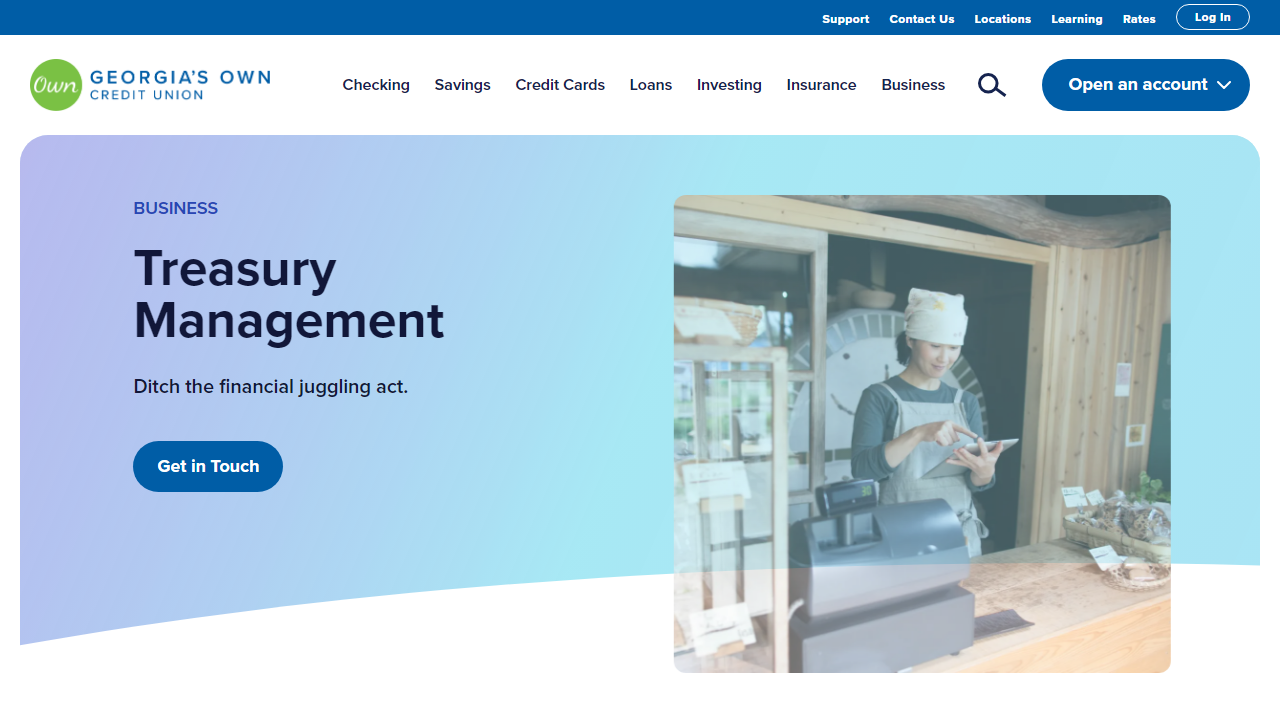 Support Contact Us Locations Learning Rates Log In
Own GEORGIA'S OWN
CREDIT UNION
Checking Savings Credit Cards Loans Investing Insurance Business Open an account
BUSINESS
Treasury
Management
Ditch the financial juggling act.
Get in Touch
30